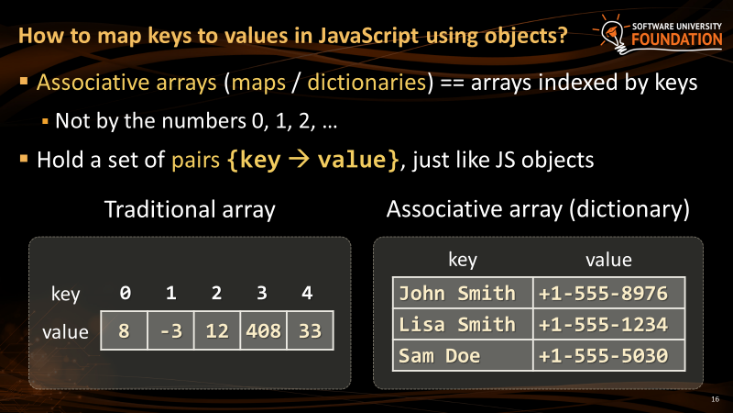 How to map keys to values in JavaScript using objects?
SOFTWARE UNIVERSITY
FOUNDATION
Associative arrays (maps / dictionaries) == arrays indexed by keys
Not by the numbers 0, 1, 2, …
Hold a set of pairs {key → value}, just like JS objects
Traditional array
key 0 1 2 3 4
value 8 -3 12 408 33
Associative array (dictionary)
key value
John Smith +1-555-8976
Lisa Smith +1-555-1234
Sam Doe +1-555-5030
16